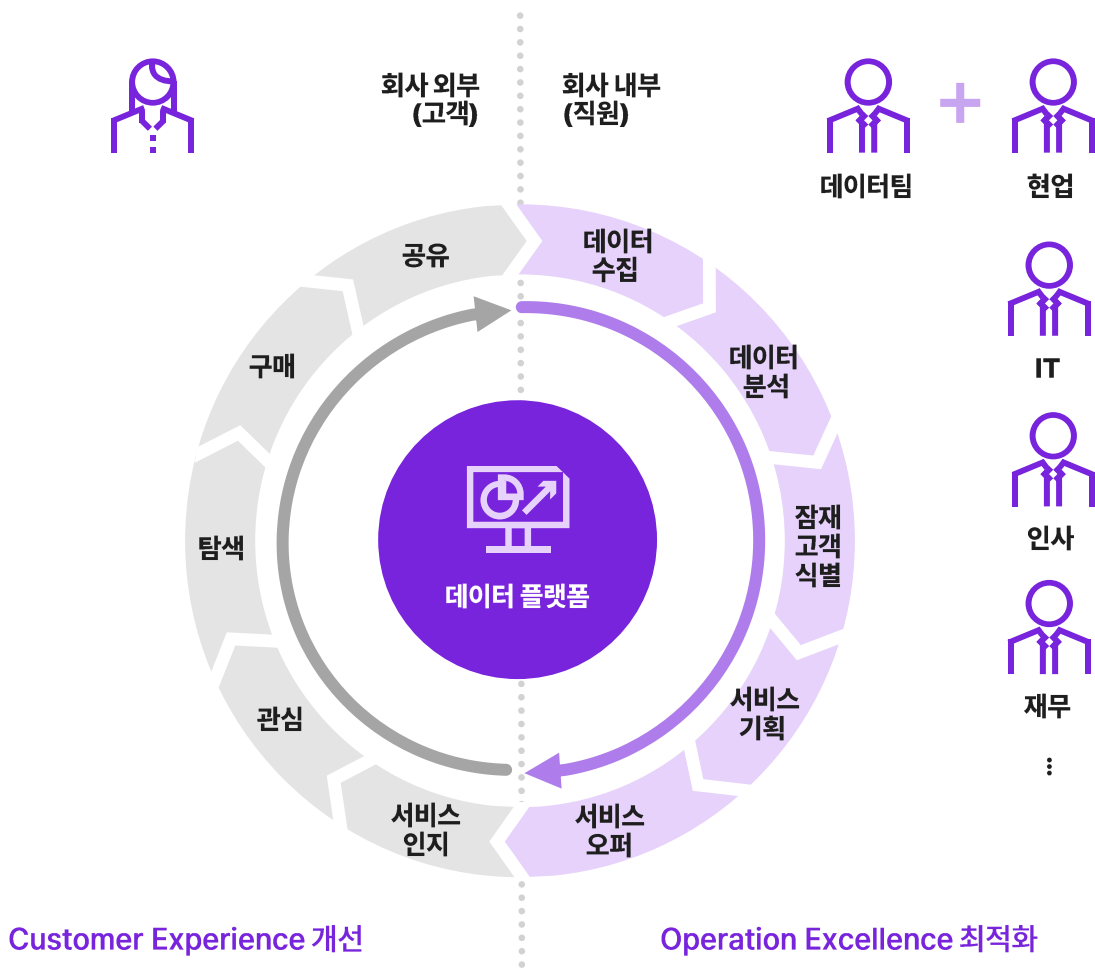 회사 외부
(고객)
회사 내부
(직원)
데이터팀
현업
IT
인사
재무
공유
데이터
수집
구매
데이터
분석
탐색
잠재
고객
식별
데이터 플랫폼
관심
서비스
기획
서비스
인지
서비스
오퍼
Customer Experience 개선
Operation Excellence 최적화